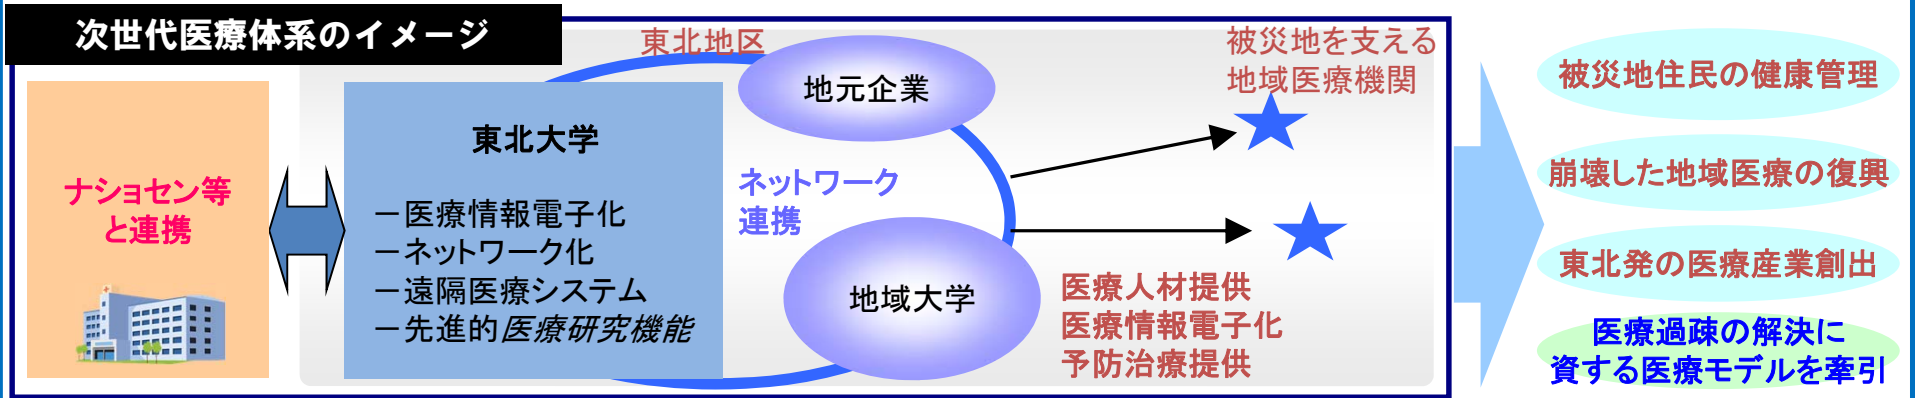 次世代医療体系のイメージ
ナショセン等
と連携
東北大学
－医療情報電子化
－ネットワーク化
－遠隔医療システム
－先進的医療研究機能
東北地区
地元企業
ネットワーク
連携
地域大学
被災地を支える
地域医療機関
医療人材提供
医療情報電子化
予防治療提供
被災地住民の健康管理
崩壊した地域医療の復興
東北発の医療産業創出
医療過疎の解決に
資する医療モデルを牽引